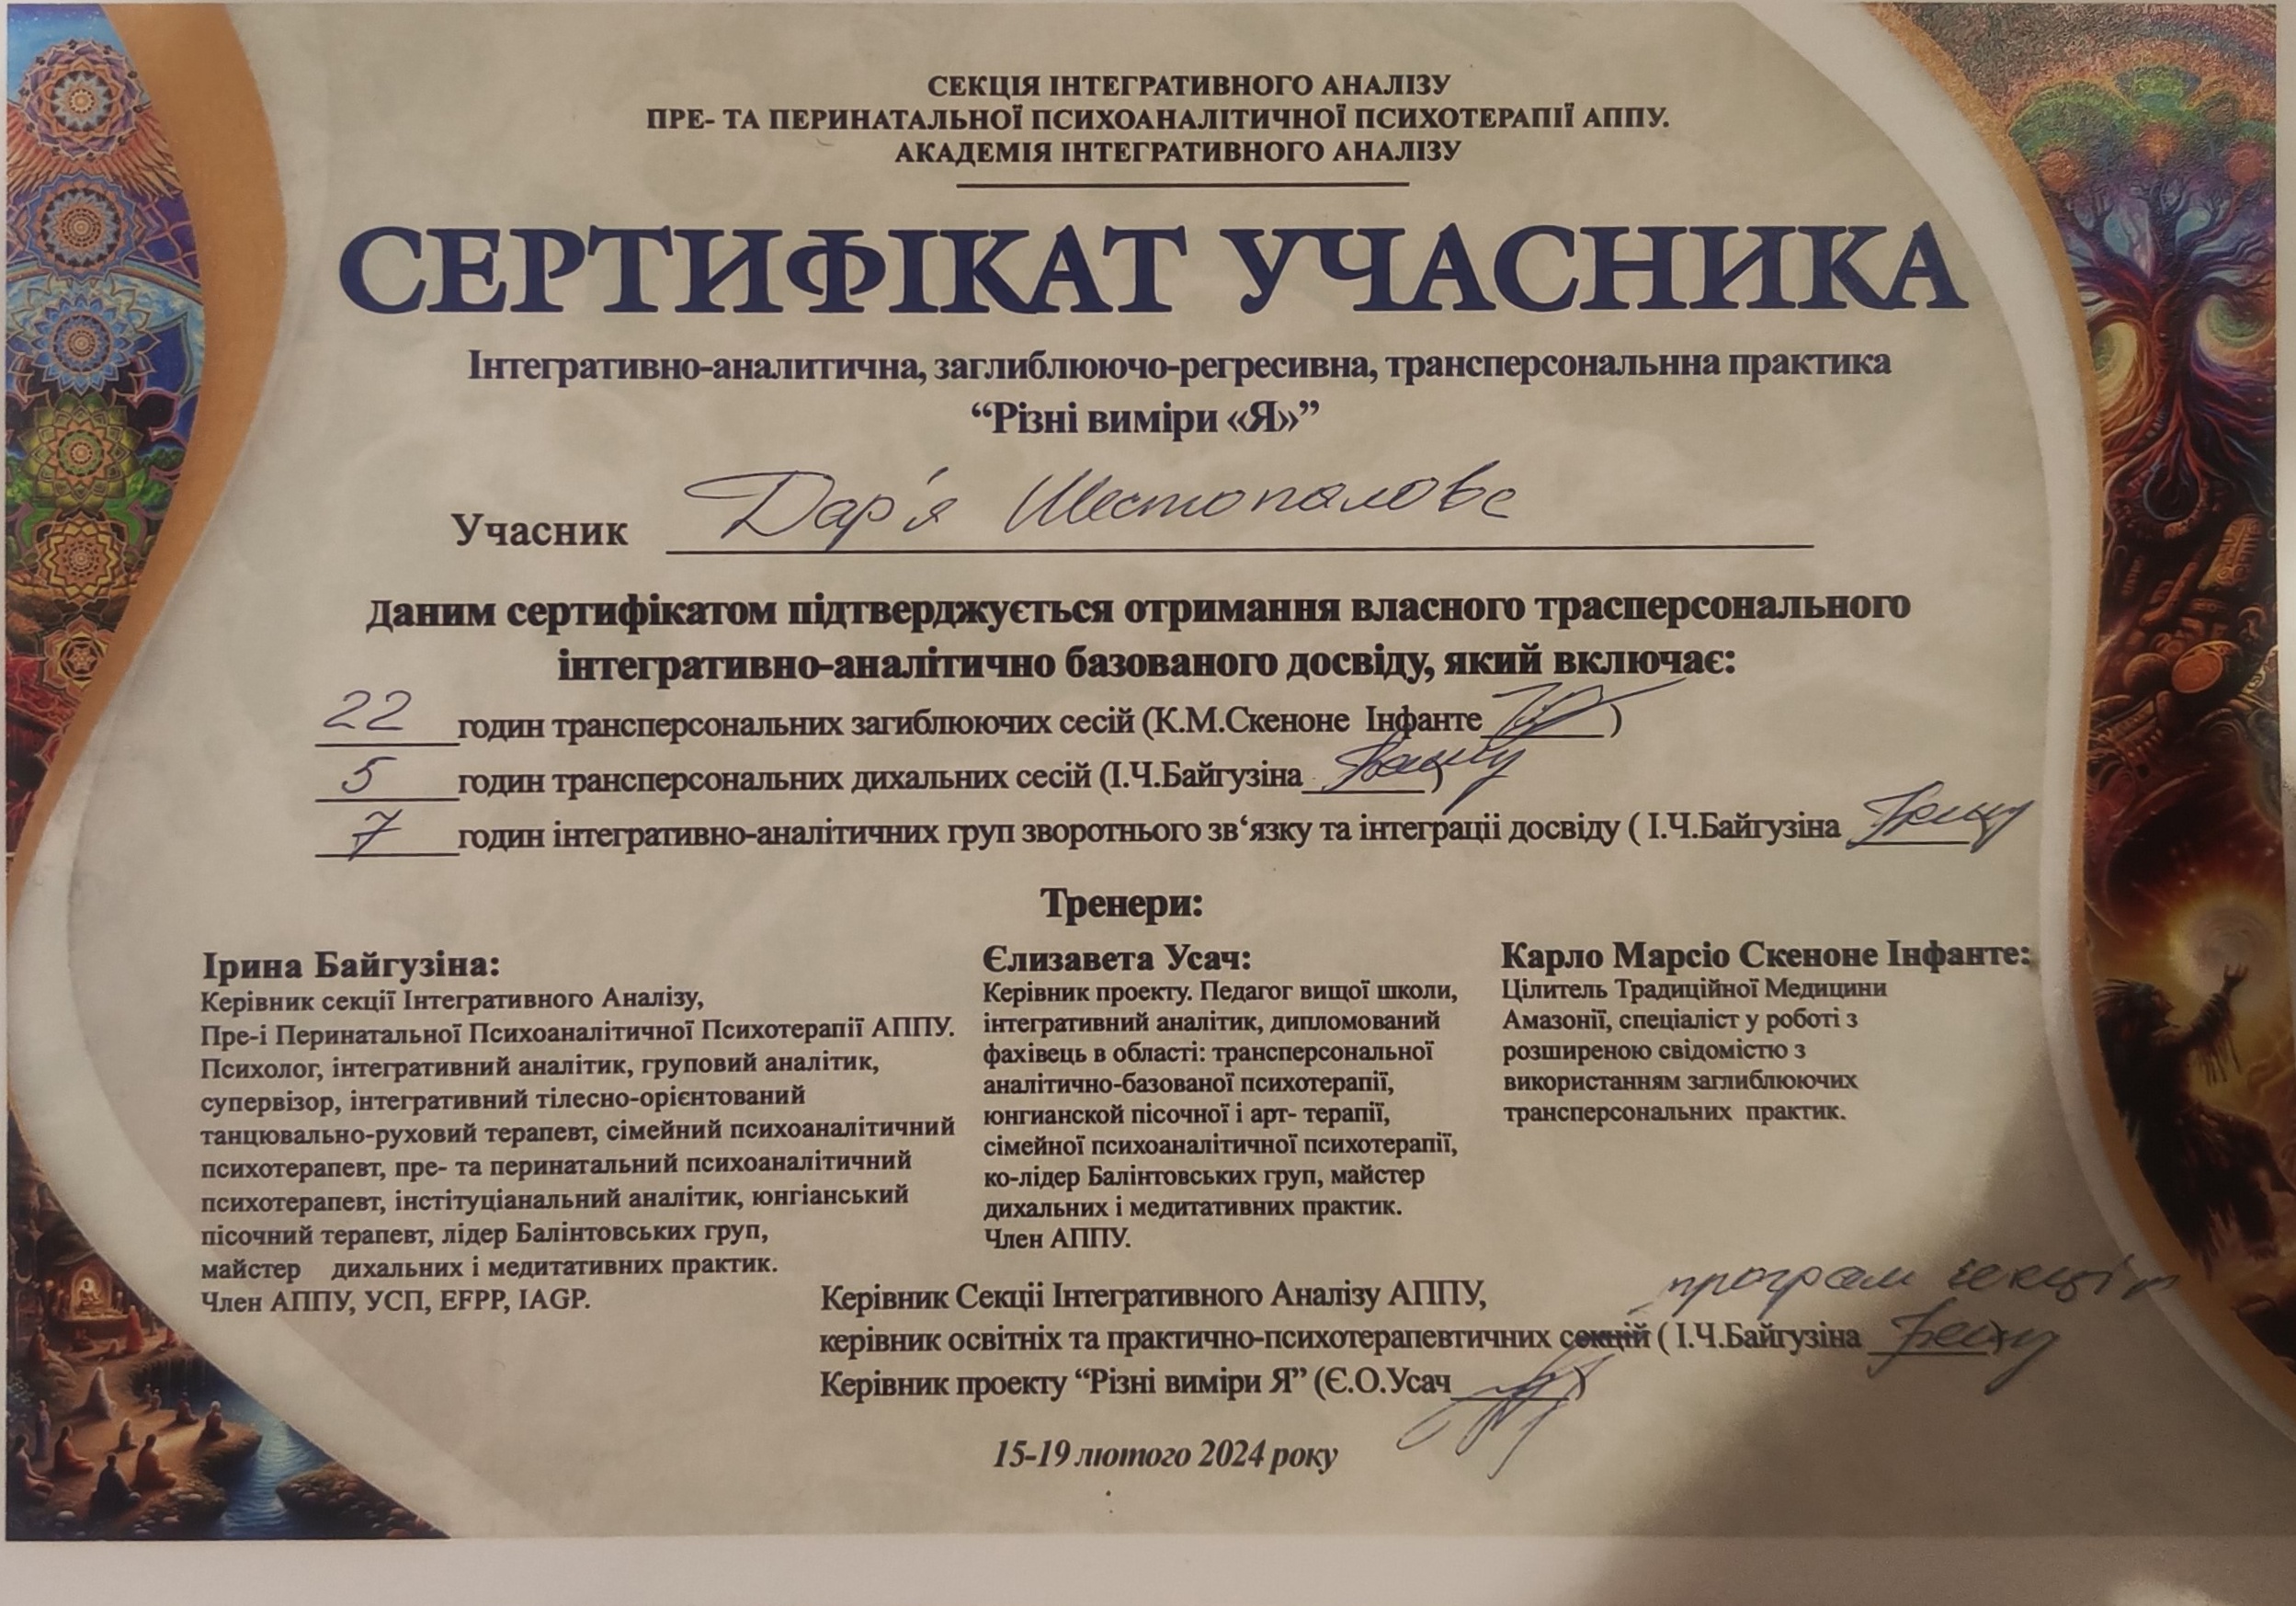 СЕКЦІЯ ІНТЕГРАТИВНОГО АНАЛІЗУ
ПРЕ- ТА ПЕРИНАТАЛЬНОЇ ПСИХОАНАЛІТИЧНОЇ ПСИХОТЕРАПІЇ АППУ.
АКАДЕМІЯ ІНТЕГРАТИВНОГО АНАЛІЗУ
СЕРТИФІКАТ УЧАСНИКА
Інтегративно-аналитична, заглиблюючо-регресивна, трансперсональнна практика
“Різні виміри «Я»”
Учасник Дар'я Шестопалова
Даним сертифікатом підтверджується отримання власного трасперсонального
інтегративно-аналітично базованого досвіду, який включає:
22 годин трансперсональних загиблюючих сесій (К.М.Скеноне Інфанте )
5 годин трансперсональних дихальних сесій (І.Ч.Байгузіна )
7 годин інтегративно-аналітичних груп зворотнього зв‘язку та інтеграціі досвіду ( І.Ч.Байгузіна
Тренери:
Ірина Байгузіна:
Керівник секції Інтегративного Аналізу,
Пре-і Перинатальної Психоаналітичної Психотерапії АППУ.
Психолог, інтегративний аналітик, груповий аналітик,
супервізор, інтегративний тілесно-орієнтований
танцювально-руховий терапевт, сімейний психоаналітичний
психотерапевт, пре- та перинатальний психоаналітичний
психотерапевт, інстітуціанальний аналітик, юнгіанський
пісочний терапевт, лідер Балінтовських груп,
майстер дихальних і медитативних практик.
Член АППУ, УСП, EFPP, IAGP.
Єлизавета Усач:
Керівник проекту. Педагог вищої школи,
інтегративний аналітик, дипломований
фахівець в області: трансперсональної
аналітично-базованої психотерапії,
юнгианской пісочної і арт- терапії,
сімейної психоаналітичної психотерапії,
ко-лідер Балінтовських груп, майстер
дихальних і медитативних практик.
Член АППУ.
Карло Марсіо Скеноне Інфанте:
Цілитель Традиційної Медицини
Амазонії, спеціаліст у роботі з
розширеною свідомістю з
використанням заглиблюючих
трансперсональних практик.
Керівник Секціі Інтегративного Аналізу АППУ,
програм секції
керівник освітніх та практично-психотерапевтичних секцій ( І.Ч.Байгузіна )
Керівник проекту “Різні виміри Я” (Є.О.Усач )
15-19 лютого 2024 року